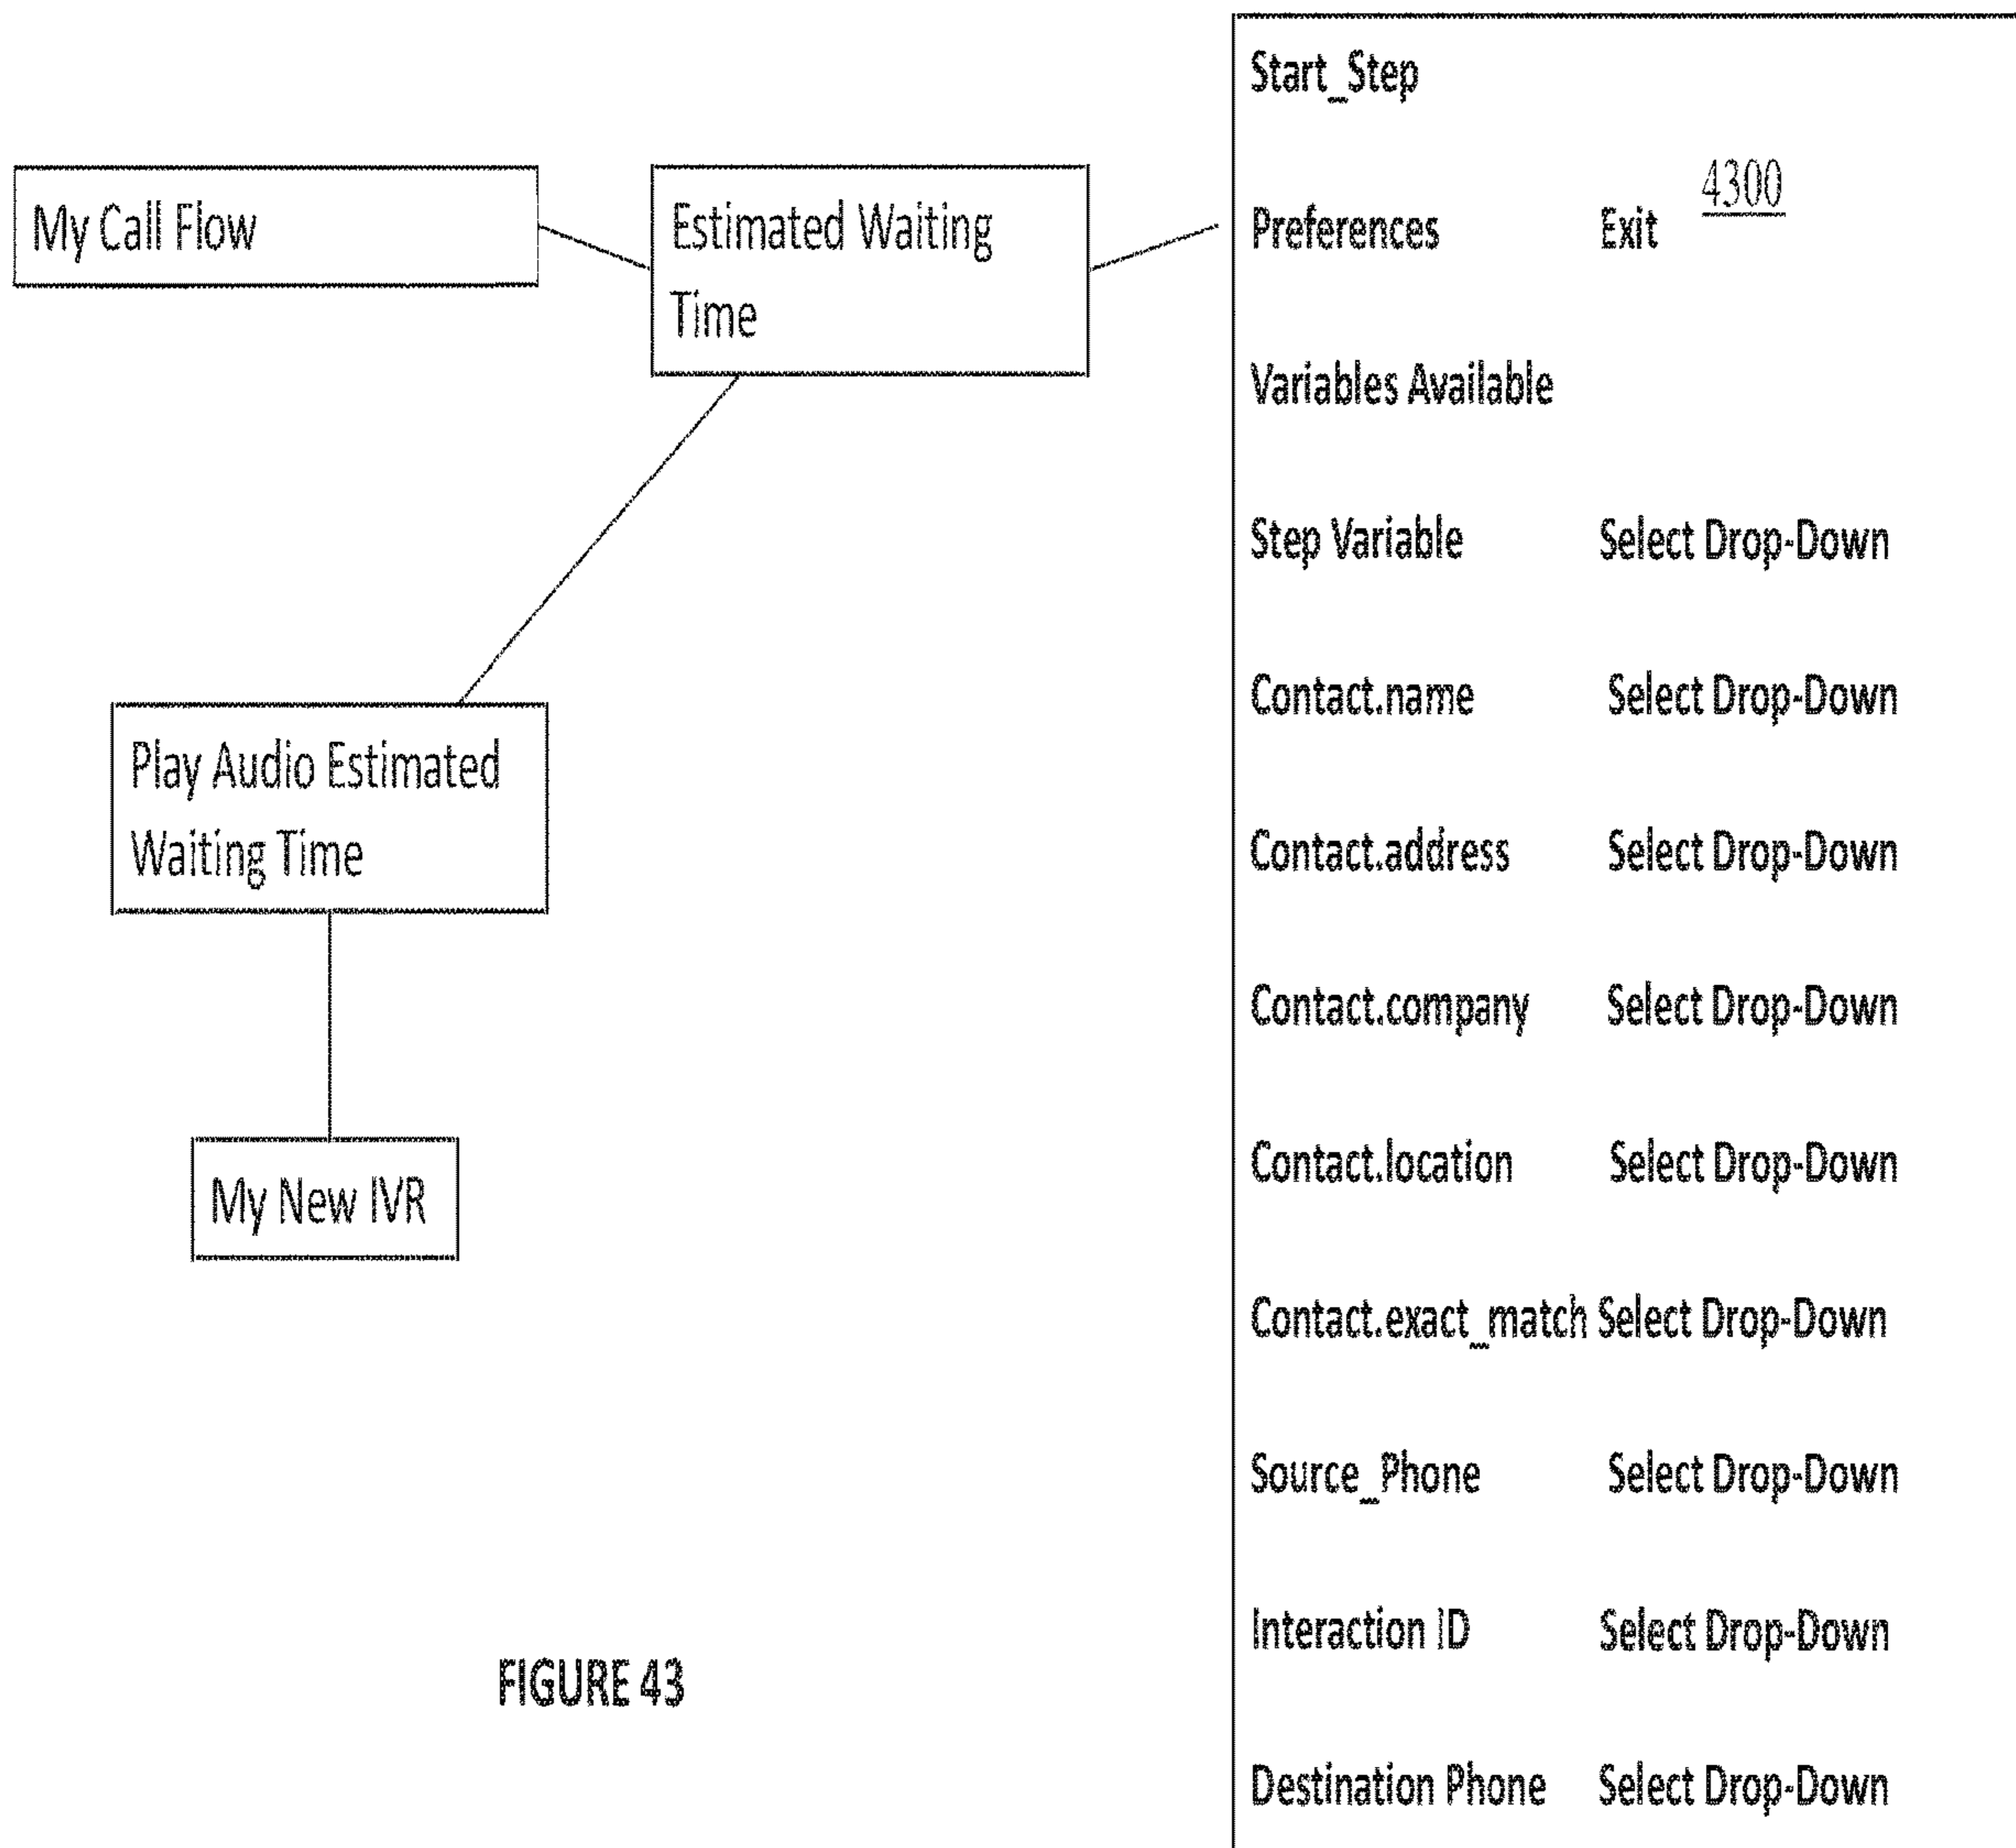 My Call Flow
Estimated Waiting
Time
Play Audio Estimated
Waiting Time
My New IVR
FIGURE 43
Start_Step
4300
Preferences Exit
Variables Available
Step Variable Select Drop-Down
Contact.name Select Drop-Down
Contact.address Select Drop-Down
Contact.company Select Drop-Down
Contact.location Select Drop-Down
Contact.exact_match Select Drop-Down
Source_Phone Select Drop-Down
Interaction ID Select Drop-Down
Destination Phone Select Drop-Down